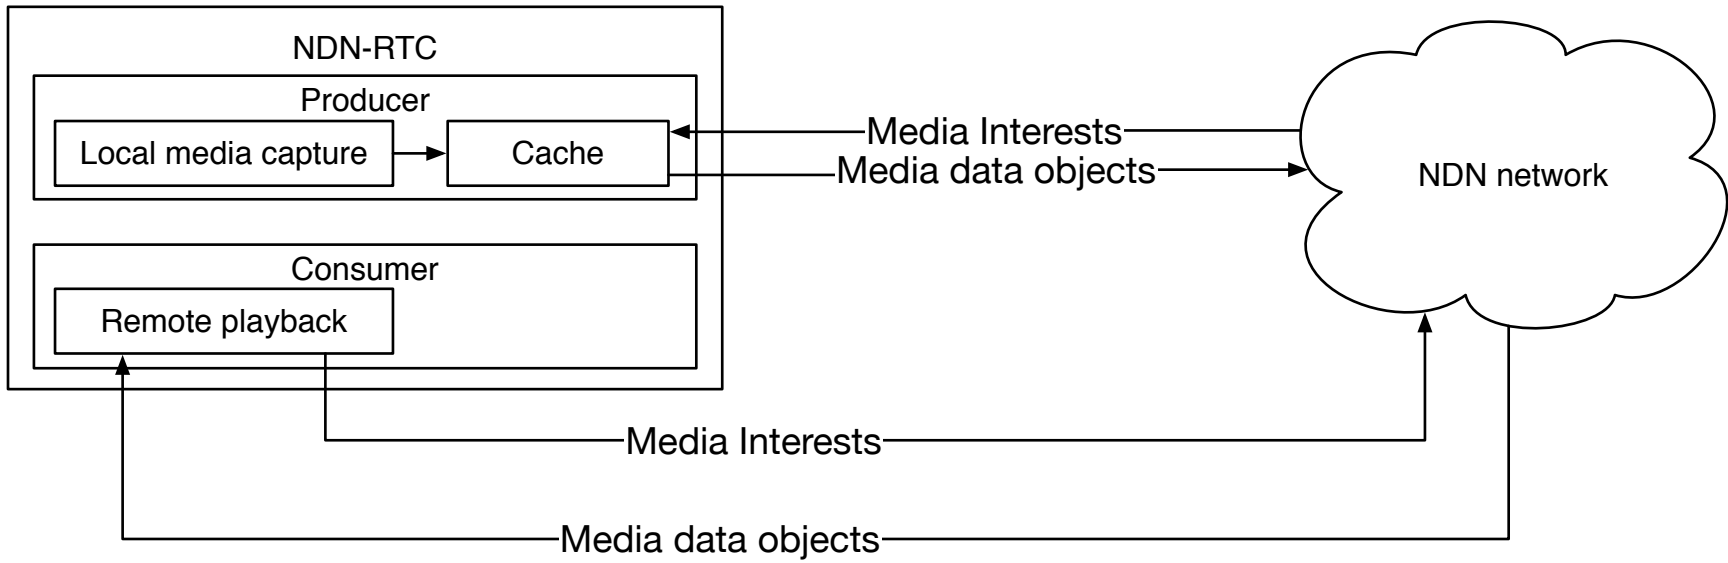 NDN-RTC
Producer
Local media capture
Cache
Media Interests
Media data objects
NDN network
Consumer
Remote playback
Media Interests
Media data objects